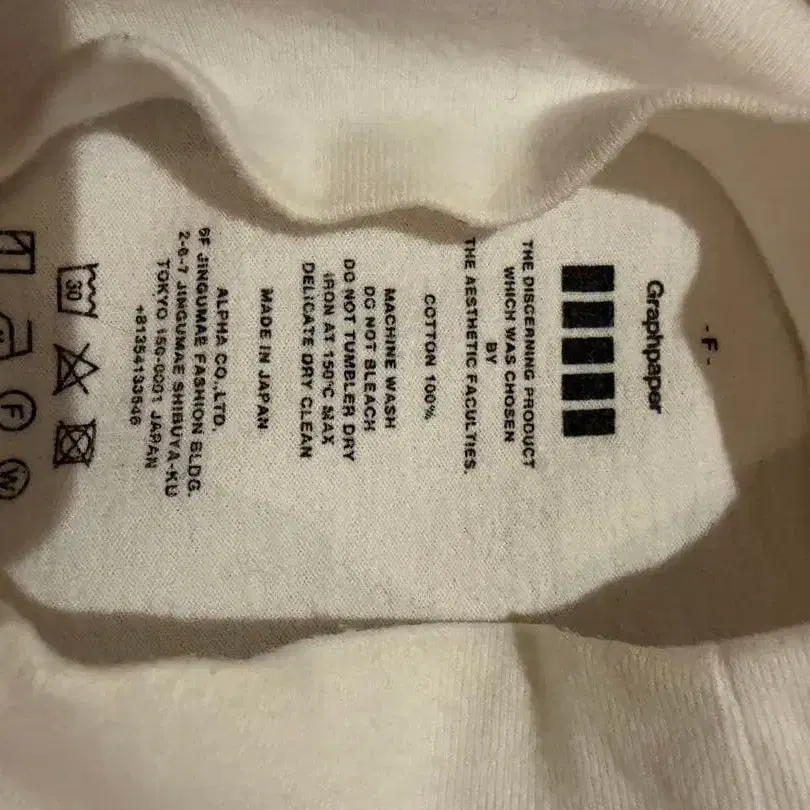 - F -
Graphpaper
THE DISCERNING PRODUCT
WHICH WAS CHOSEN
BY
THE AESTHETIC FACULTIES.
COTTON 100%
MACHINE WASH
DO NOT BLEACH
DO NOT TUMBLER DRY
IRON AT 150°C MAX
DELICATE DRY CLEAN
MADE IN JAPAN
ALPHA CO.,LTD.
6F JINGUMAE FASHION BLDG.
2-6-7 JINGUMAE SHIBUYA-KU
TOKYO 150-0001 JAPAN
+81354133546
30
F
W